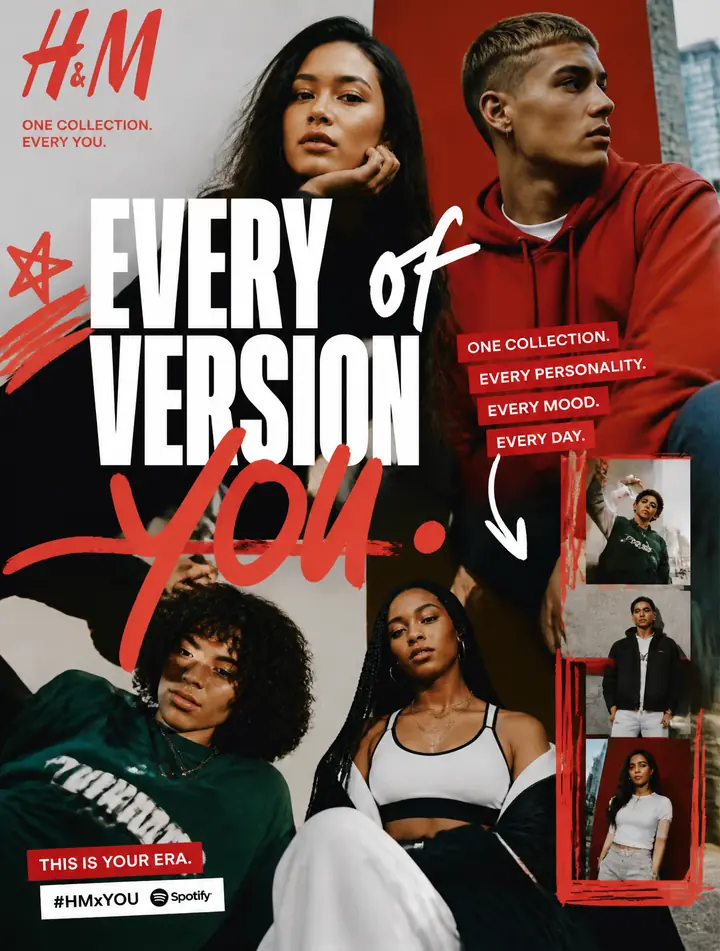 H&M
ONE COLLECTION.
EVERY YOU.
EVERY of
VERSION
YOU.
ONE COLLECTION.
EVERY PERSONALITY.
EVERY MOOD.
EVERY DAY.
THIS IS YOUR ERA.
#HMxYOU Spotify